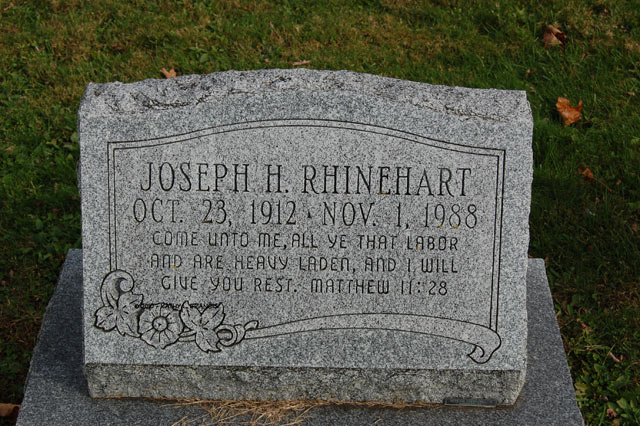 JOSEPH H. RHINEHART
OCT. 23, 1912 · NOV. 1, 1988
COME UNTO ME, ALL YE THAT LABOR
AND ARE HEAVY LADEN, AND I WILL
GIVE YOU REST. MATTHEW 11:28